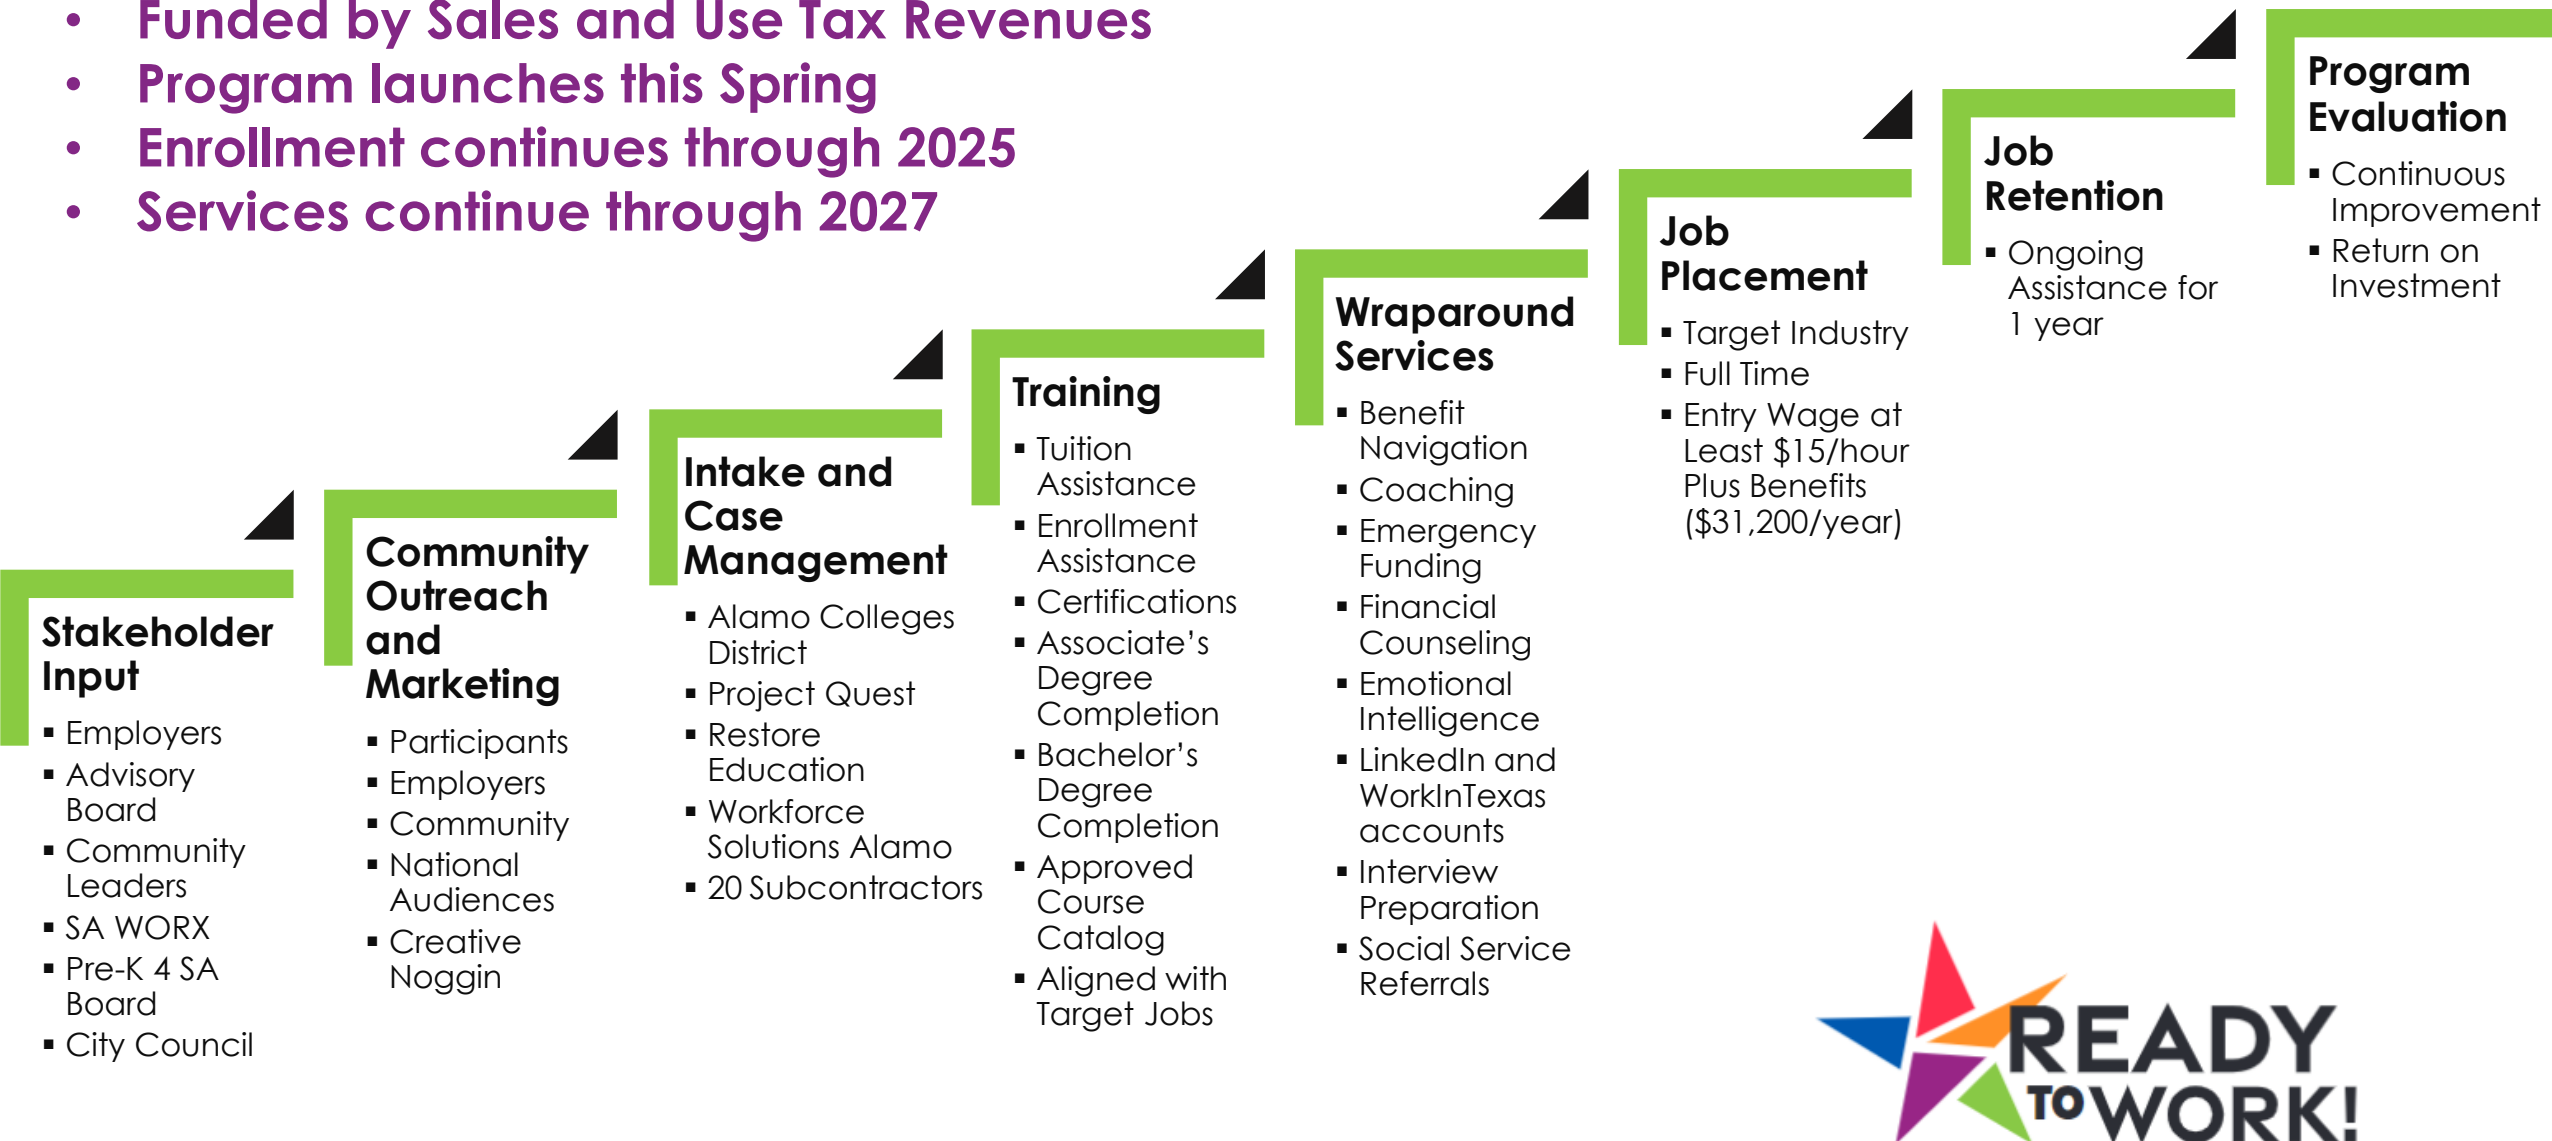 • Funded by Sales and Use Tax Revenues
• Program launches this Spring
• Enrollment continues through 2025
• Services continue through 2027
Stakeholder
Input
▪ Employers
▪ Advisory
Board
▪ Community
Leaders
▪ SA WORX
▪ Pre-K 4 SA
Board
▪ City Council
Community
Outreach
and
Marketing
▪ Participants
▪ Employers
▪ Community
▪ National
Audiences
▪ Creative
Noggin
Intake and
Case
Management
▪ Alamo Colleges
District
▪ Project Quest
▪ Restore
Education
▪ Workforce
Solutions Alamo
▪ 20 Subcontractors
Training
▪ Tuition
Assistance
▪ Enrollment
Assistance
▪ Certifications
▪ Associate’s
Degree
Completion
▪ Bachelor’s
Degree
Completion
▪ Approved
Course
Catalog
▪ Aligned with
Target Jobs
Wraparound
Services
▪ Benefit
Navigation
▪ Coaching
▪ Emergency
Funding
▪ Financial
Counseling
▪ Emotional
Intelligence
▪ LinkedIn and
WorkInTexas
accounts
▪ Interview
Preparation
▪ Social Service
Referrals
Job
Placement
▪ Target Industry
▪ Full Time
▪ Entry Wage at
Least $15/hour
Plus Benefits
($31,200/year)
Job
Retention
▪ Ongoing
Assistance for
1 year
Program
Evaluation
▪ Continuous
Improvement
▪ Return on
Investment
READY
TO WORK!